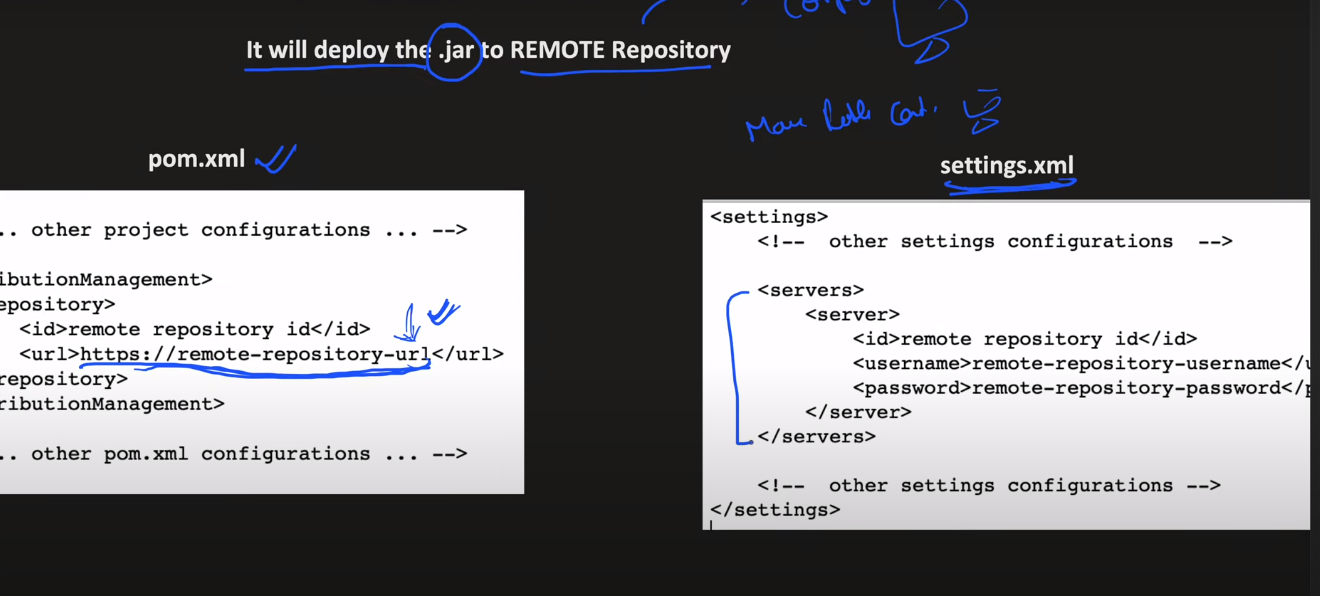 It will deploy the .jar to REMOTE Repository
pom.xml
.. other project configurations ... -->
ibutionManagement>
epository>
<id>remote repository id</id>
<url>https://remote-repository-url</url>
repository>
ributionManagement>
.. other pom.xml configurations ... -->
settings.xml
<settings>
<!-- other settings configurations -->
<servers>
<server>
<id>remote repository id</id>
<username>remote-repository-username</u
<password>remote-repository-password</p
</server>
</servers>
<!-- other settings configurations -->
</settings>